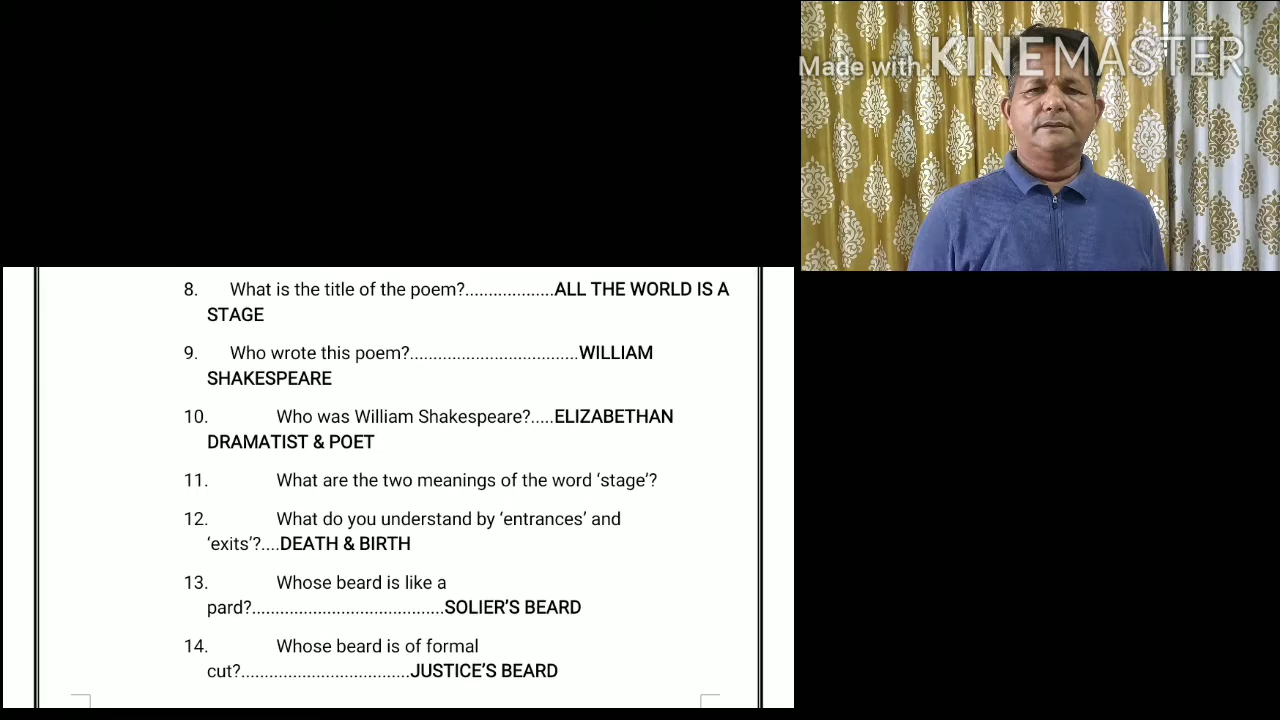 Made with KINEMASTER
8. What is the title of the poem?...................ALL THE WORLD IS A
STAGE
9. Who wrote this poem?....................................WILLIAM
SHAKESPEARE
10. Who was William Shakespeare?.....ELIZABETHAN
DRAMATIST & POET
11. What are the two meanings of the word ‘stage’?
12. What do you understand by ‘entrances’ and
‘exits’?....DEATH & BIRTH
13. Whose beard is like a
pard?.........................................SOLIER’S BEARD
14. Whose beard is of formal
cut?....................................JUSTICE’S BEARD